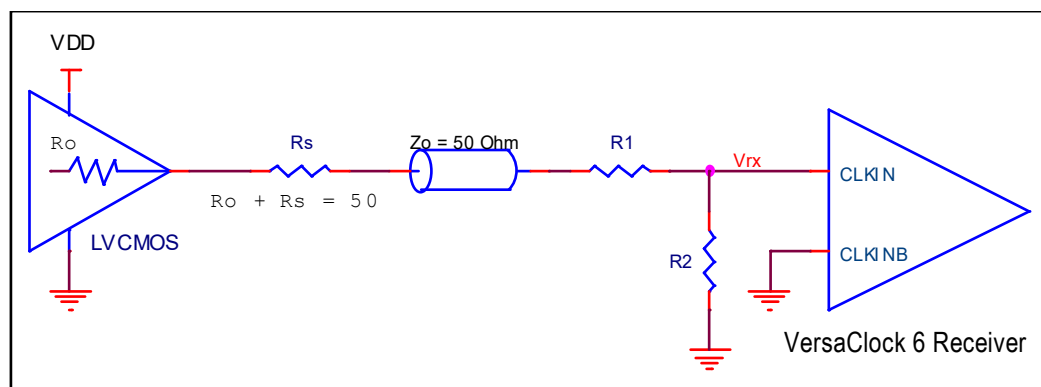 VDD
Ro
Rs
Zo = 50 Ohm
R1
Vrx
CLKIN
Ro + Rs = 50
LVCMOS
R2
CLKINB
VersaClock 6 Receiver